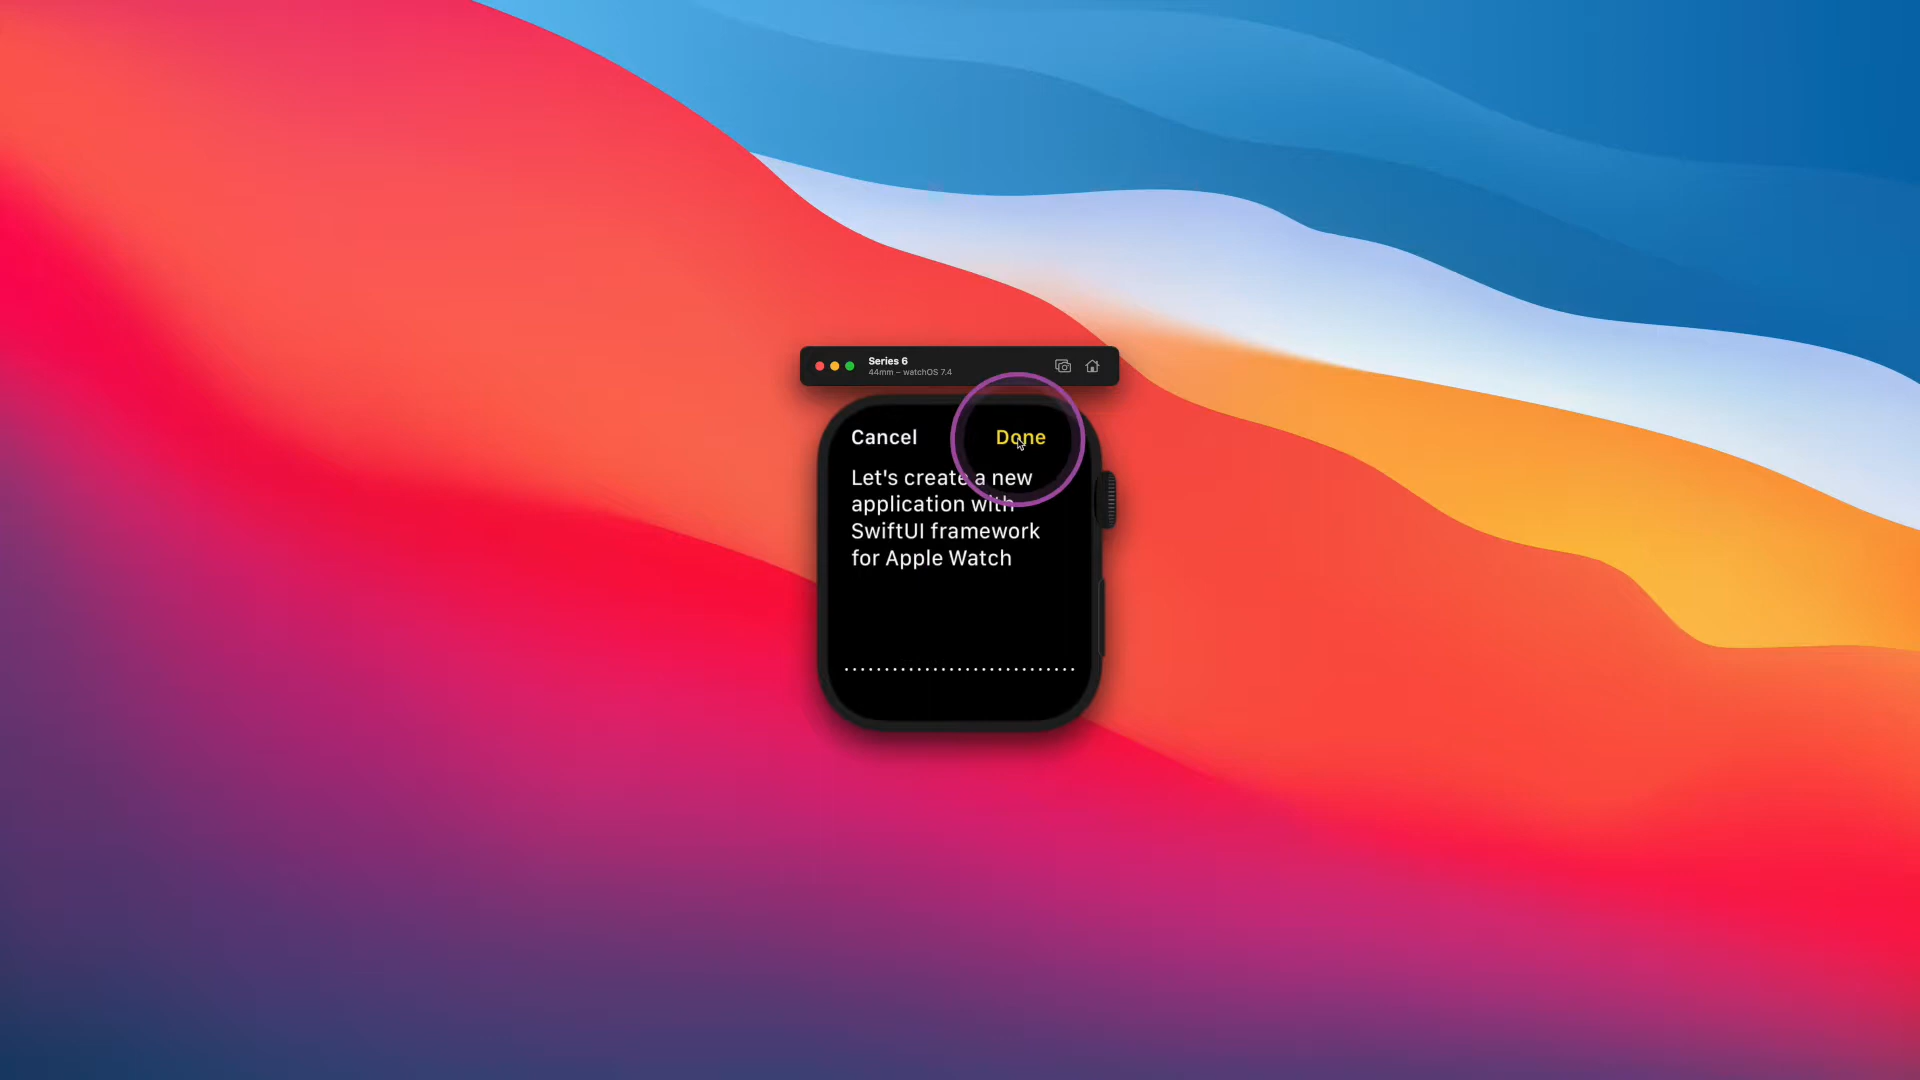 Series 6
44mm – watchOS 7.4
Cancel
Done
Let's create a new
application with
SwiftUI framework
for Apple Watch